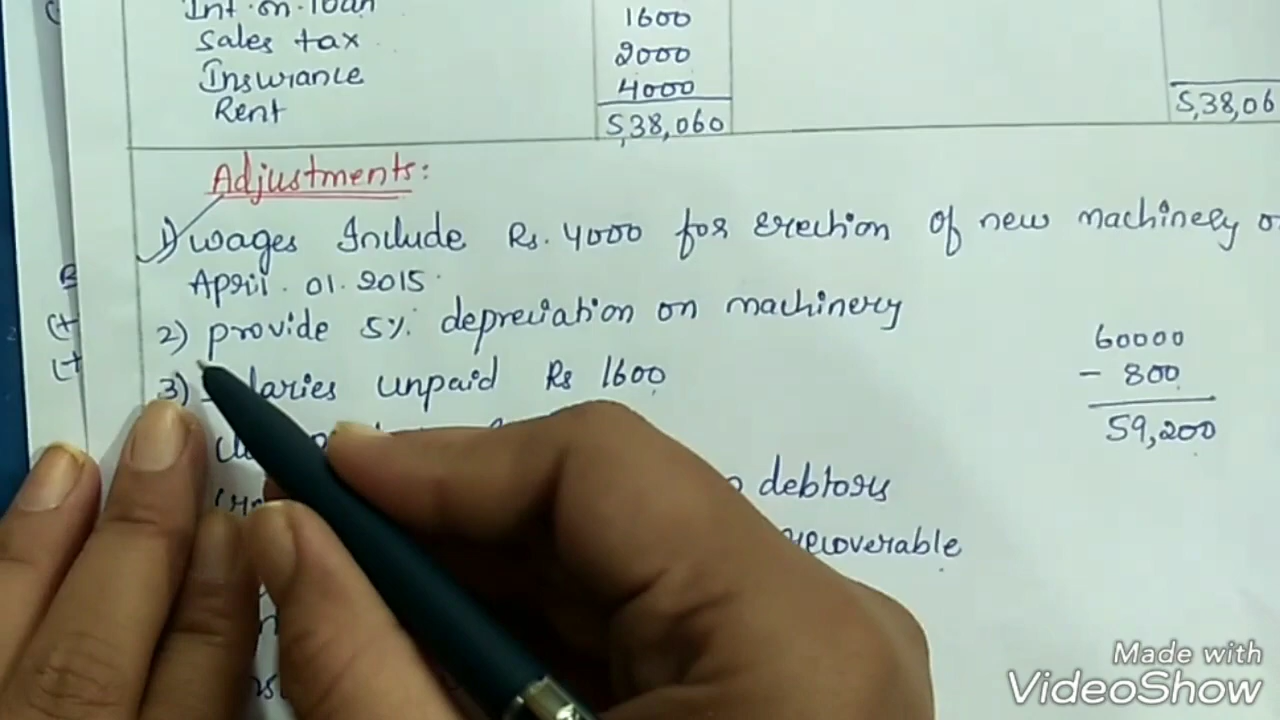 Int. on. loan
1600
Sales tax
2000
Insurance
4000
Rent
5,38,060
5,38,06
Adjustments:
1) wages Include Rs. 4000 for Erection of new machinery
April. 01. 2015.
2) provide 5% depreciation on machinery
60000
3) Salaries unpaid Rs 1600
- 800
59,200
debtors
recoverable
Made with
VideoShow